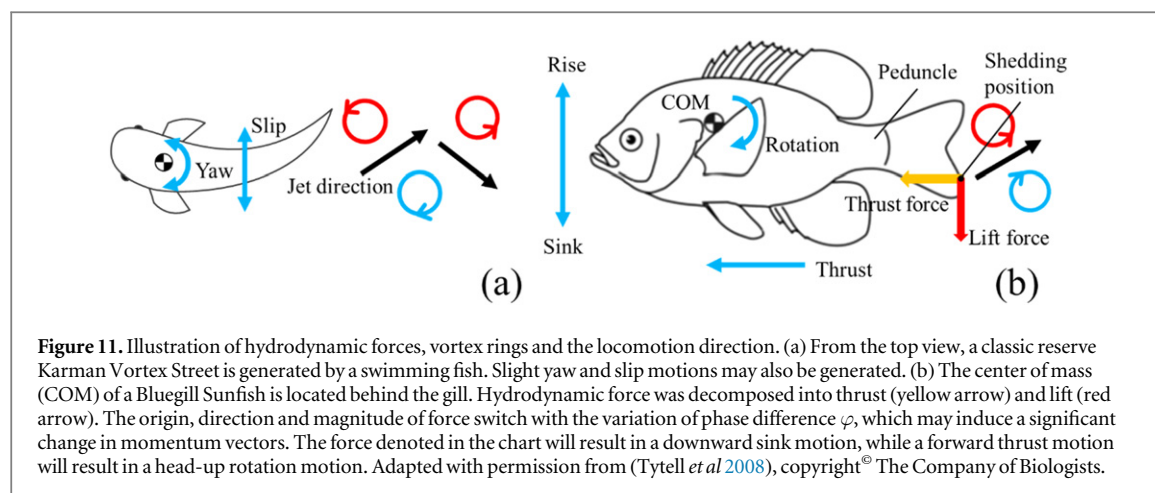 Slip
Yaw
Jet direction
(a)
Rise
Sink
COM
Rotation
Peduncle
Shedding
position
Thrust force
Lift force
Thrust
(b)
Figure 11. Illustration of hydrodynamic forces, vortex rings and the locomotion direction. (a) From the top view, a classic reserve
Karman Vortex Street is generated by a swimming fish. Slight yaw and slip motions may also be generated. (b) The center of mass
(COM) of a Bluegill Sunfish is located behind the gill. Hydrodynamic force was decomposed into thrust (yellow arrow) and lift (red
arrow). The origin, direction and magnitude of force switch with the variation of phase difference φ, which may induce a significant
change in momentum vectors. The force denoted in the chart will result in a downward sink motion, while a forward thrust motion
will result in a head-up rotation motion. Adapted with permission from (Tytell et al 2008), copyright© The Company of Biologists.